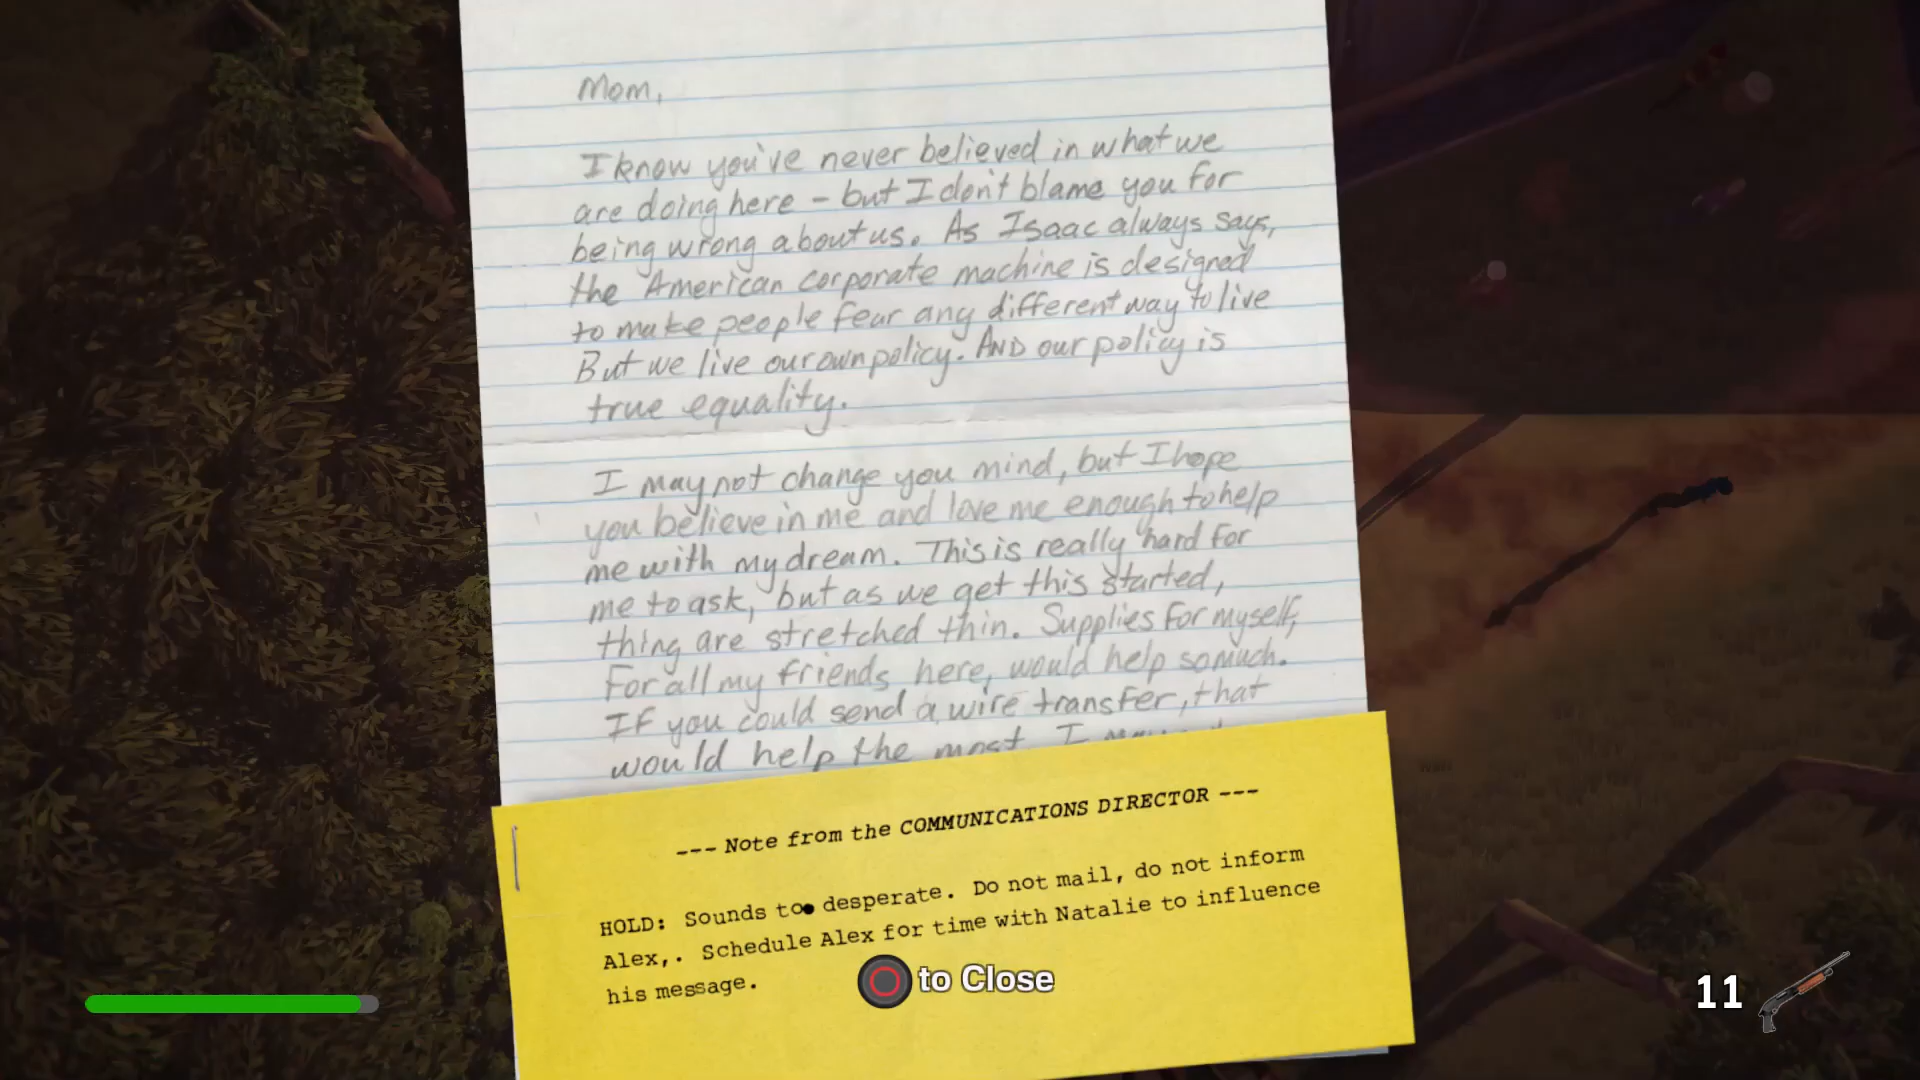 Mom,
I know you've never believed in what we
are doing here - but I don't blame you for
being wrong about us. As Isaac always says,
the American corporate machine is designed
to make people fear any different way to live
But we live our own policy. AND our policy is
true equality.
I may not change you mind, but I hope
you believe in me and love me enough to help
me with my dream. This is really hard for
me to ask, but as we get this started,
thing are stretched thin. Supplies for myself,
For all my friends here, would help so much.
If you could send a wire transfer, that
would help the most. I
--- Note from the COMMUNICATIONS DIRECTOR ---
HOLD: Sounds too desperate. Do not mail, do not inform
Alex,. Schedule Alex for time with Natalie to influence
his message.
to Close
11